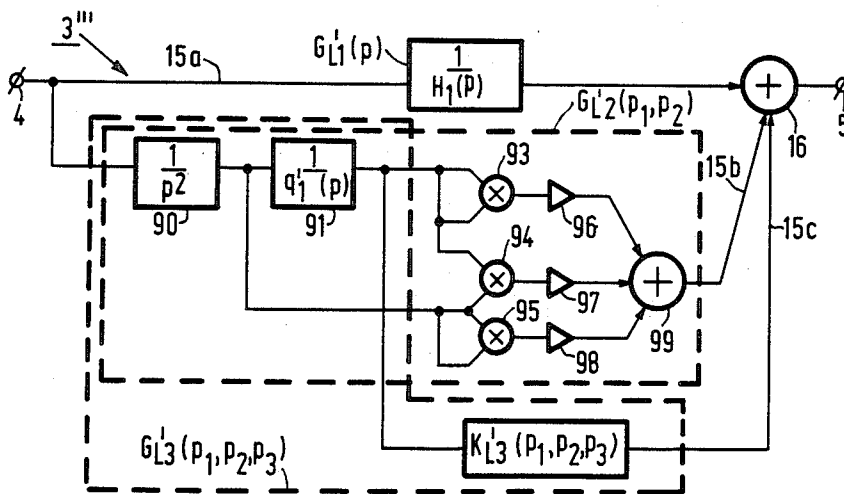 3'''
15a
G'L1(p)
1/H1(p)
+
4
5
16
G'L2(p1,p2)
15b
15c
1/p2
90
1/q'1(p)
91
×
93
96
×
94
97
×
95
98
+
99
G'L3(p1,p2,p3)
K'L3(p1,p2,p3)